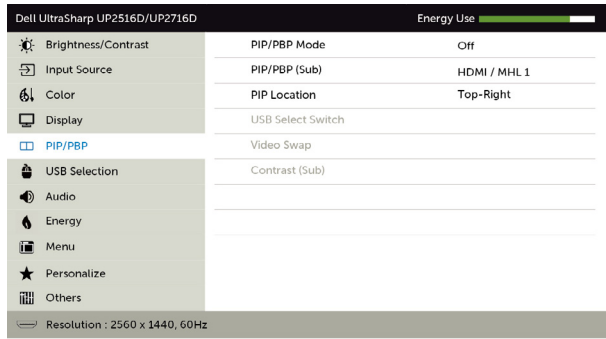 Dell UltraSharp UP2516D/UP2716D Energy Use
Brightness/Contrast PIP/PBP Mode Off
Input Source PIP/PBP (Sub) HDMI / MHL 1
Color PIP Location Top-Right
Display USB Select Switch
PIP/PBP Video Swap
USB Selection Contrast (Sub)
Audio
Energy
Menu
Personalize
Others
Resolution : 2560 x 1440, 60Hz